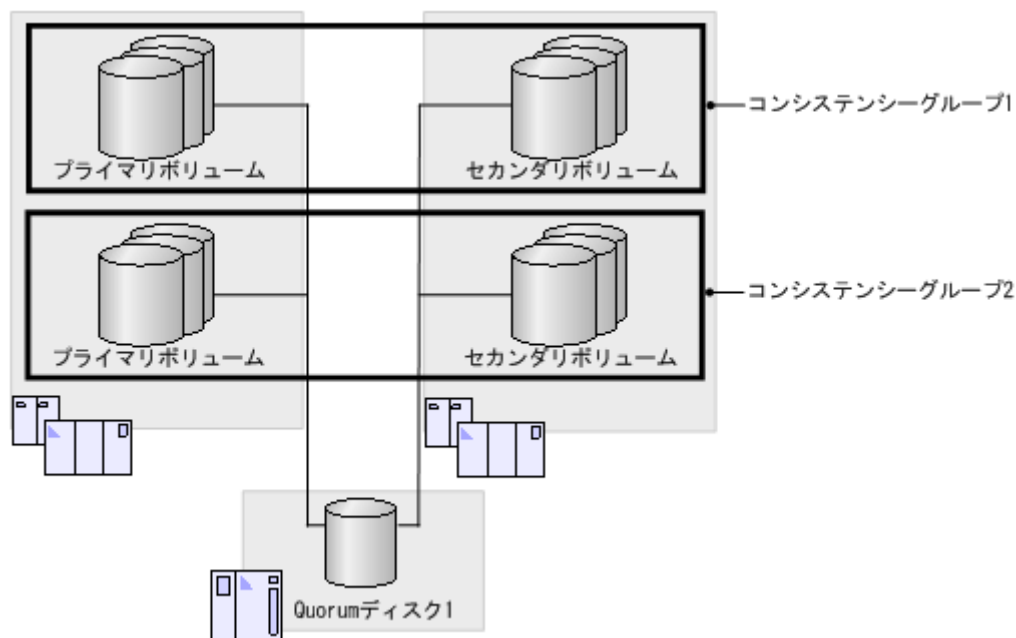 コンシステンシーグループ1
プライマリボリューム
セカンダリボリューム
コンシステンシーグループ2
プライマリボリューム
セカンダリボリューム
Quorumディスク1